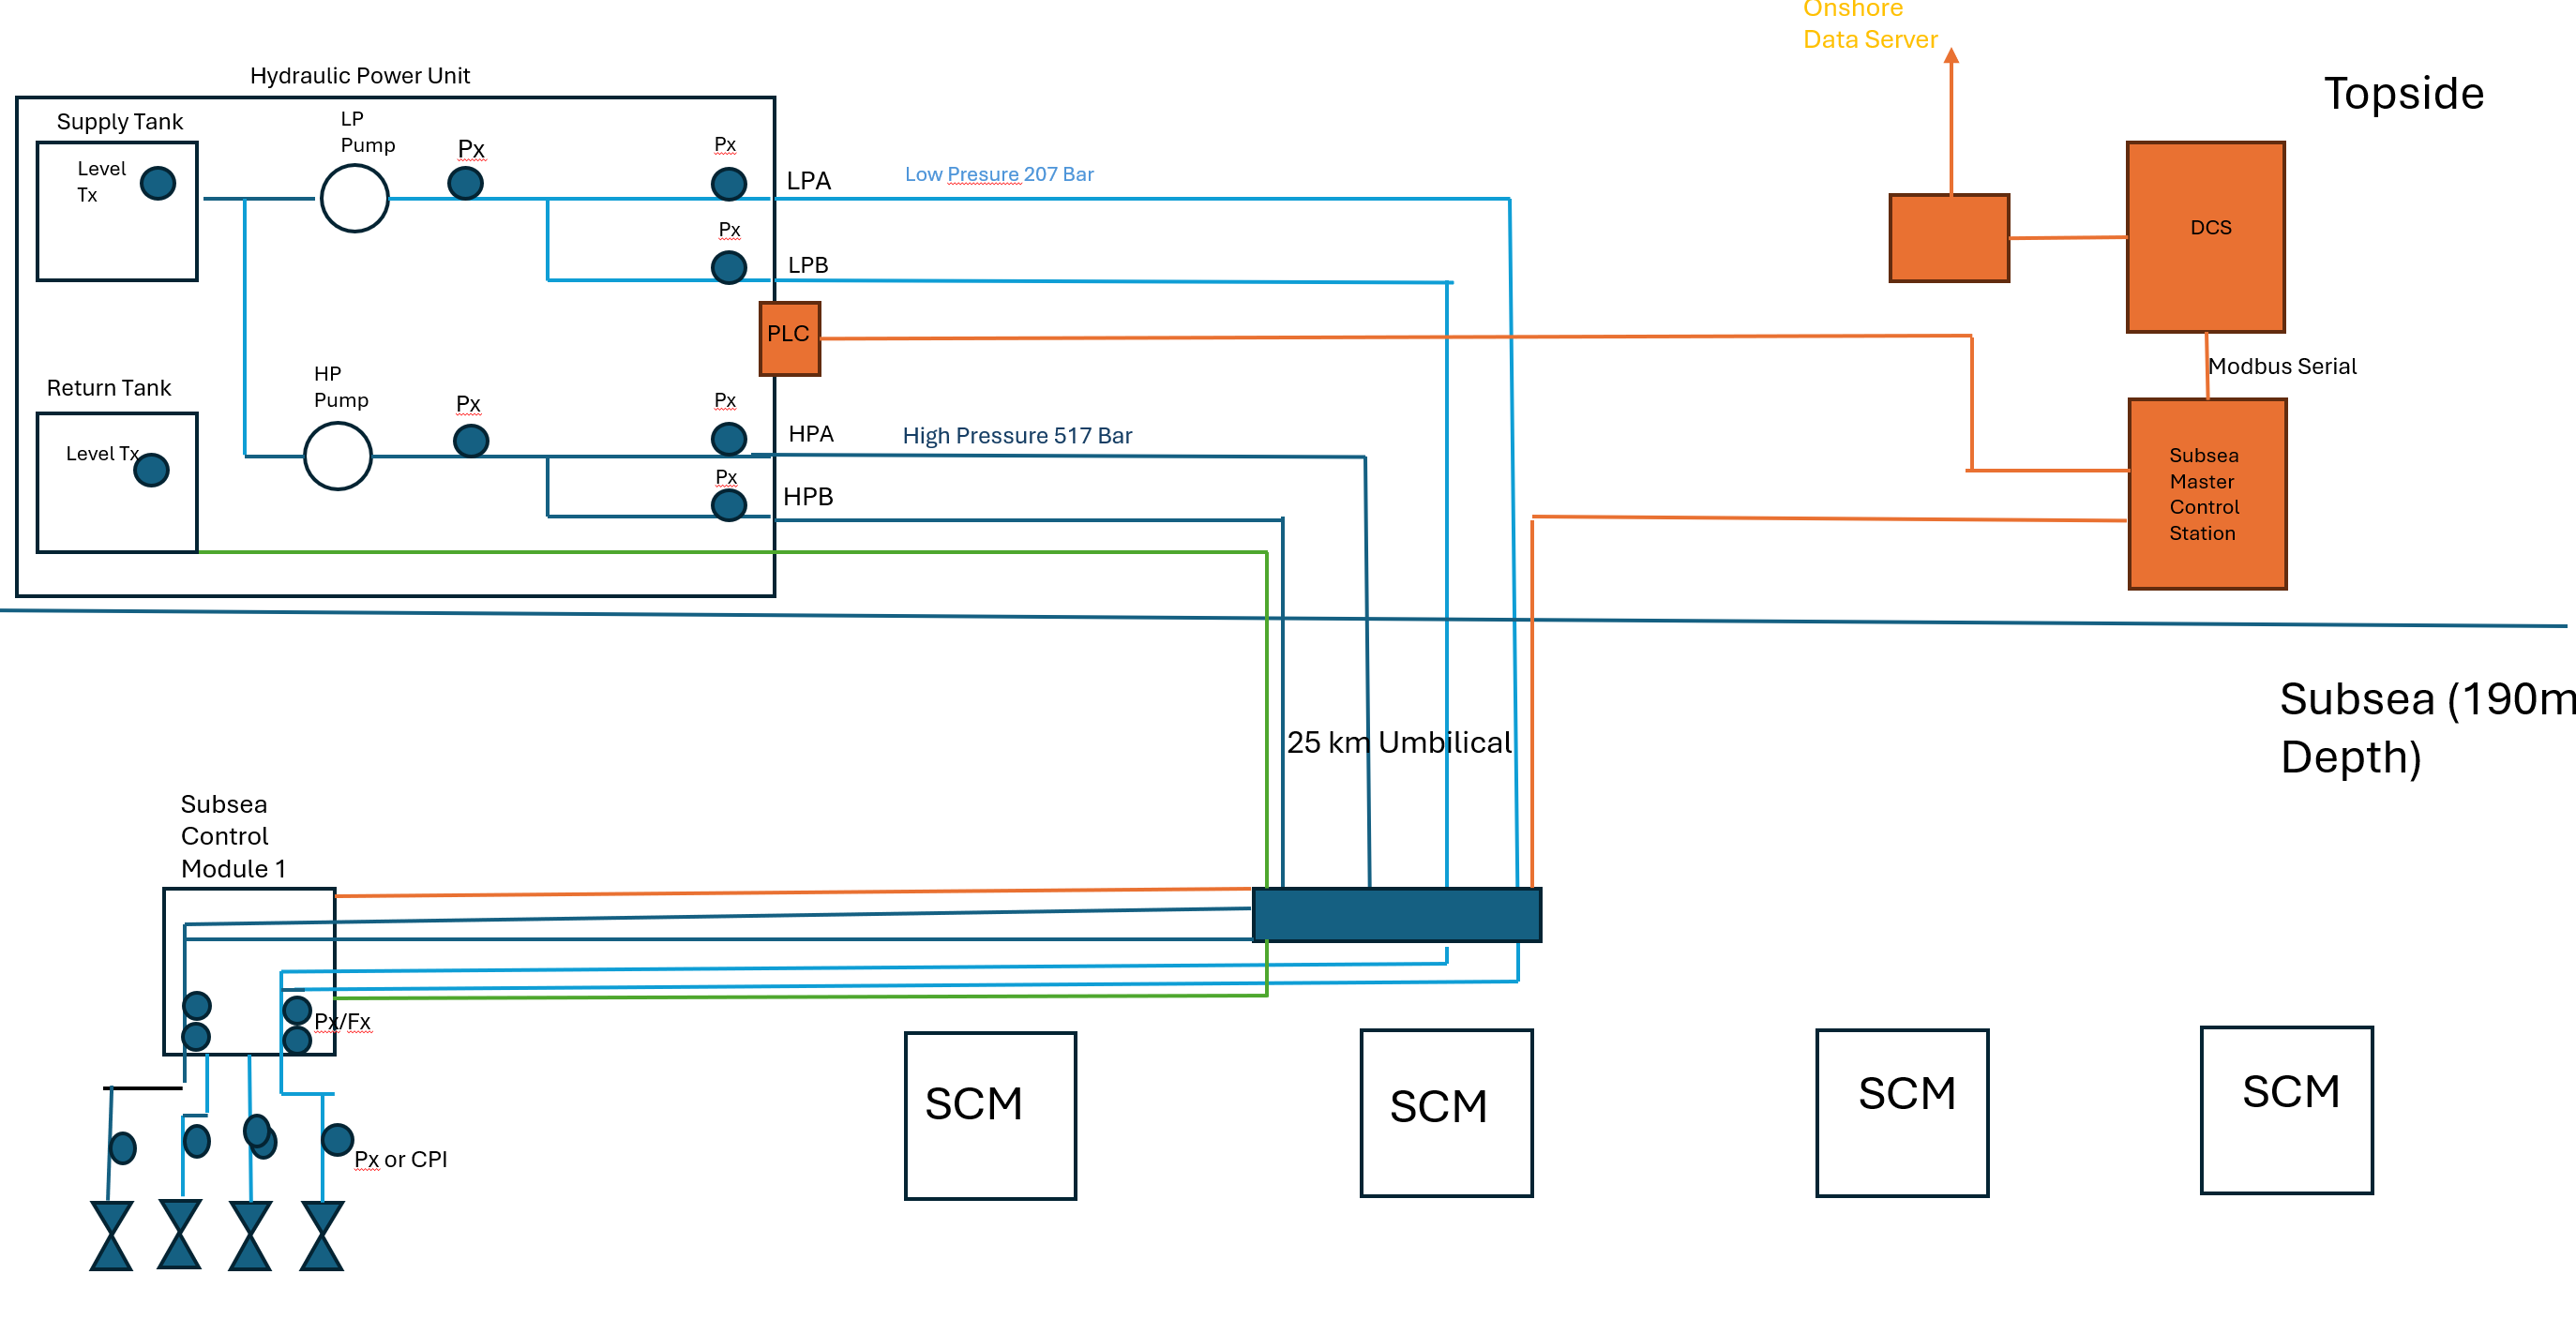 Onshore
Data Server
Topside
Hydraulic Power Unit
Supply Tank
Level
Tx
LP
Pump
Px
Px
LPA
Low Presure 207 Bar
Px
LPB
DCS
PLC
Modbus Serial
Return Tank
Level Tx
HP
Pump
Px
Px
HPA
High Pressure 517 Bar
Px
HPB
Subsea
Master
Control
Station
Subsea (190m
Depth)
25 km Umbilical
Subsea
Control
Module 1
Px/Fx
Px or CPI
SCM
SCM
SCM
SCM